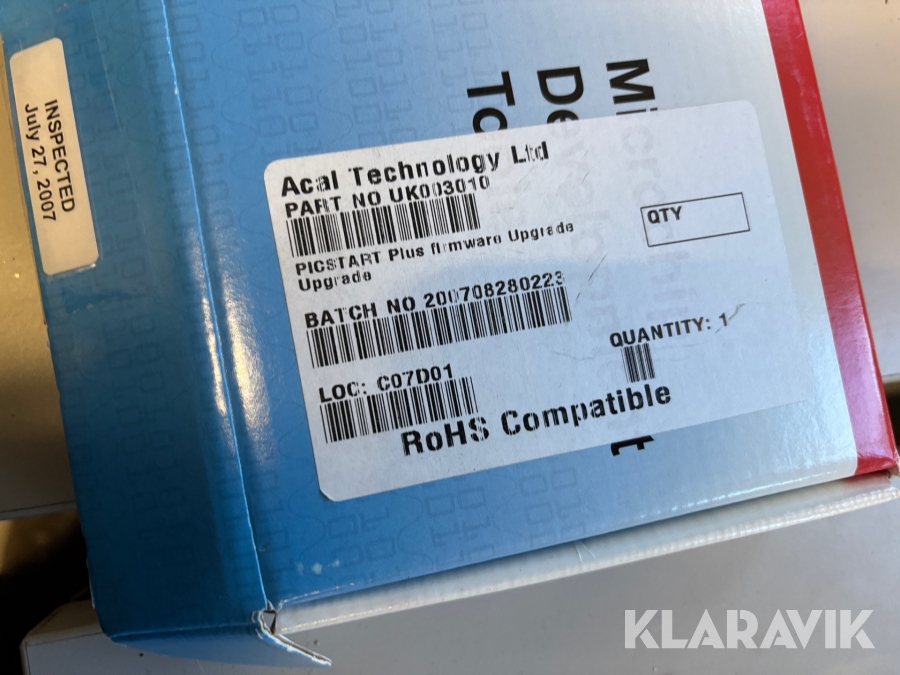 INSPECTED
July 27, 2007
Acal Technology Ltd
PART NO UK003010
PICSTART Plus firmware Upgrade
Upgrade
QTY
BATCH NO 200708280223
QUANTITY: 1
LOC: C07D01
RoHS Compatible
KLARAVIK